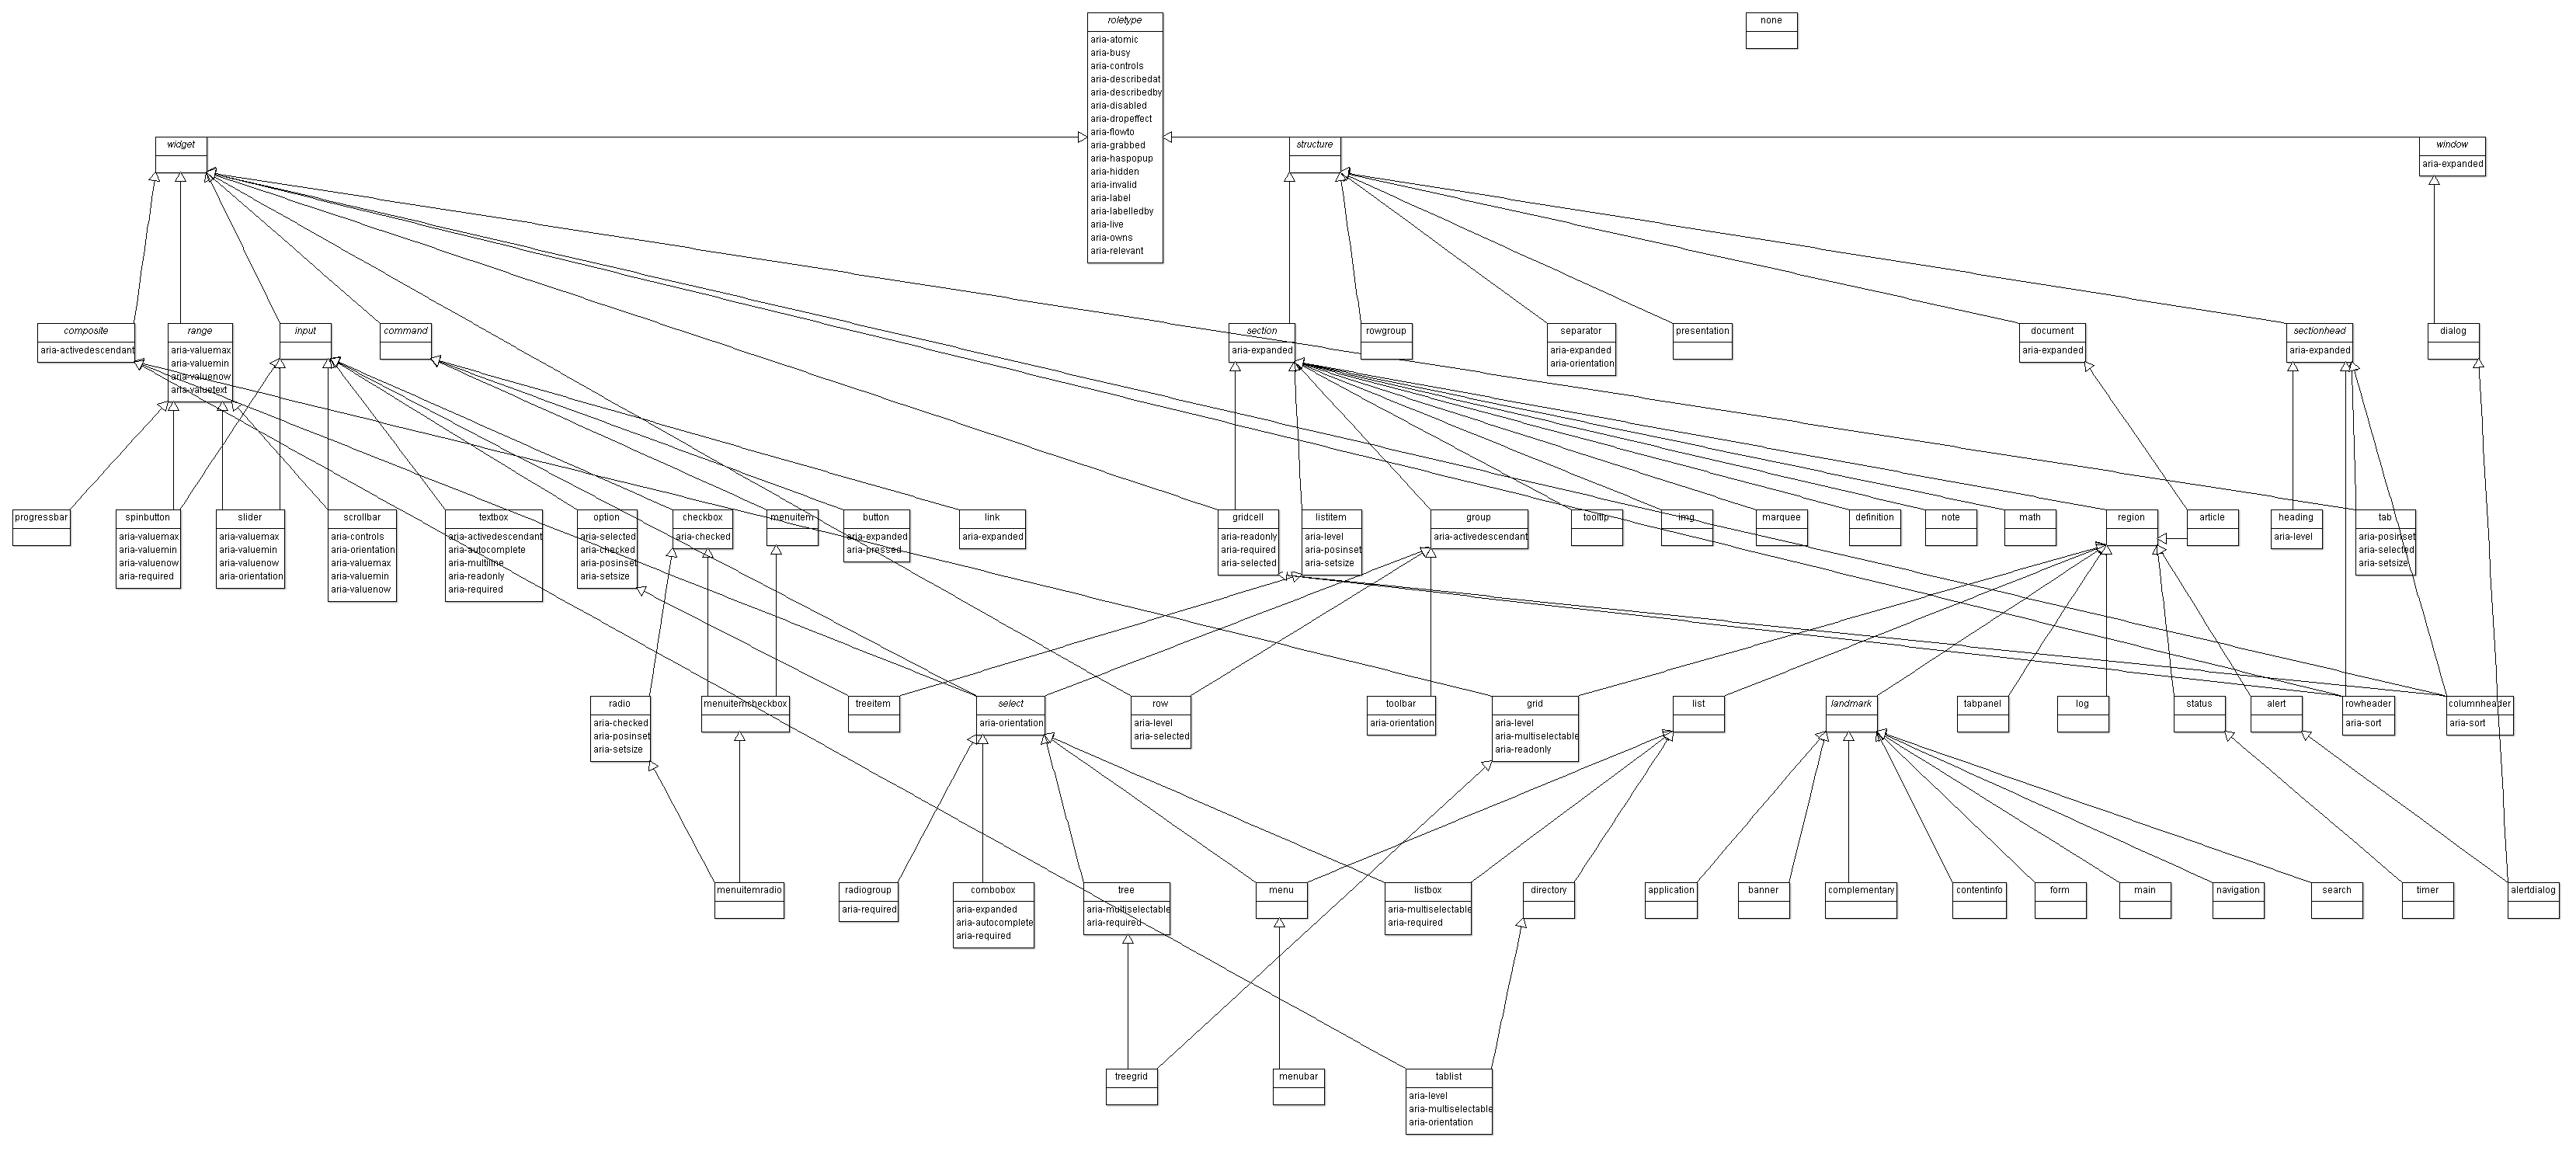 roletype
aria-atomic
aria-busy
aria-controls
aria-describedat
aria-describedby
aria-disabled
aria-dropeffect
aria-flowto
aria-grabbed
aria-haspopup
aria-hidden
aria-invalid
aria-label
aria-labelledby
aria-live
aria-owns
aria-relevant
none
widget
structure
window
aria-expanded
composite
aria-activedescendant
range
aria-valuemax
aria-valuemin
aria-valuenow
aria-valuetext
input
command
section
aria-expanded
rowgroup
separator
aria-expanded
aria-orientation
presentation
document
aria-expanded
sectionhead
aria-expanded
dialog
progressbar
spinbutton
aria-valuemax
aria-valuemin
aria-valuenow
aria-required
slider
aria-valuemax
aria-valuemin
aria-valuenow
aria-orientation
scrollbar
aria-controls
aria-orientation
aria-valuemax
aria-valuemin
aria-valuenow
textbox
aria-activedescendant
aria-autocomplete
aria-multiline
aria-readonly
aria-required
option
aria-selected
aria-checked
aria-posinset
aria-setsize
checkbox
aria-checked
menuitem
button
aria-expanded
aria-pressed
link
aria-expanded
gridcell
aria-readonly
aria-required
aria-selected
listitem
aria-level
aria-posinset
aria-setsize
group
aria-activedescendant
tooltip
img
marquee
definition
note
math
region
article
heading
aria-level
tab
aria-posinset
aria-selected
aria-setsize
radio
aria-checked
aria-posinset
aria-setsize
menuitemcheckbox
treeitem
select
aria-orientation
row
aria-level
aria-selected
toolbar
aria-orientation
grid
aria-level
aria-multiselectable
aria-readonly
list
landmark
tabpanel
log
status
alert
rowheader
aria-sort
columnheader
aria-sort
menuitemradio
radiogroup
aria-required
combobox
aria-expanded
aria-autocomplete
aria-required
tree
aria-multiselectable
aria-required
menu
listbox
aria-multiselectable
aria-required
directory
application
banner
complementary
contentinfo
form
main
navigation
search
timer
alertdialog
treegrid
menubar
tablist
aria-level
aria-multiselectable
aria-orientation